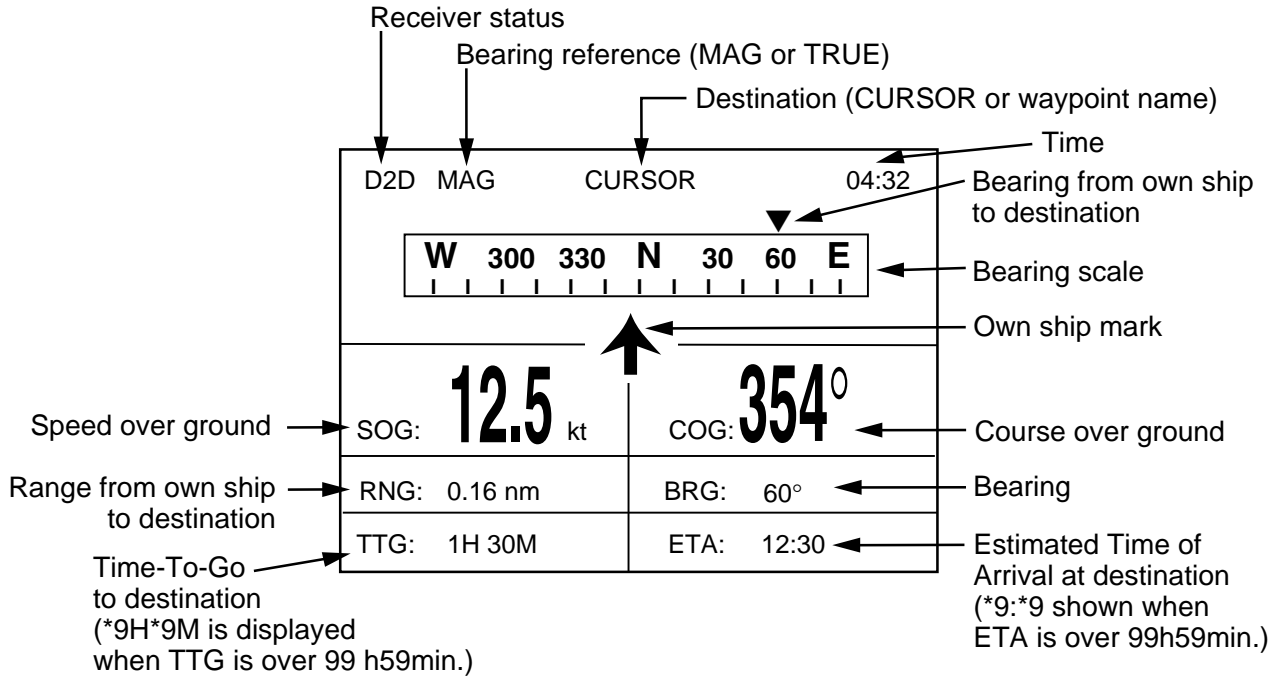 Receiver status
Bearing reference (MAG or TRUE)
Destination (CURSOR or waypoint name)
Time
D2D MAG CURSOR 04:32
Bearing from own ship
to destination
W 300 330 N 30 60 E
Bearing scale
Own ship mark
Speed over ground
SOG: 12.5 kt
COG: 354°
Course over ground
Range from own ship
to destination
RNG: 0.16 nm
BRG: 60°
Bearing
TTG: 1H 30M
ETA: 12:30
Time-To-Go
to destination
(*9H*9M is displayed
when TTG is over 99 h59min.)
Estimated Time of
Arrival at destination
(*9:*9 shown when
ETA is over 99h59min.)